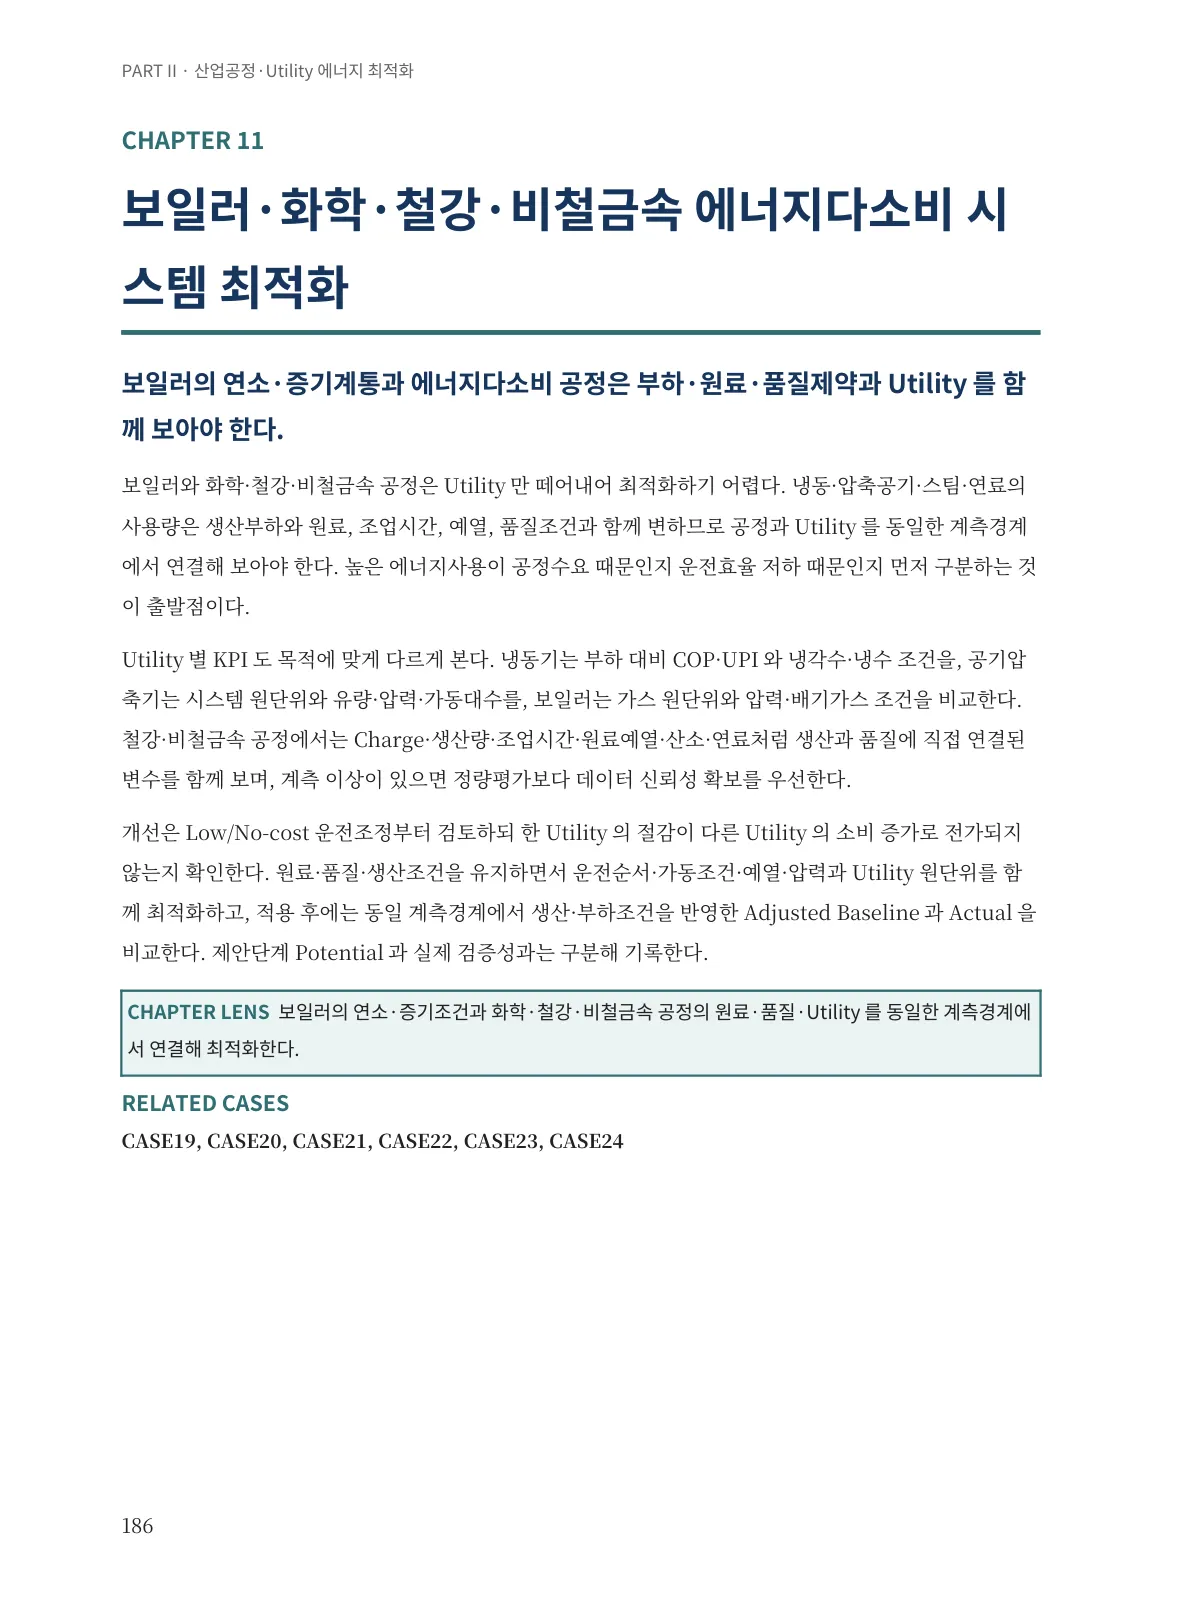 PART II · 산업공정·Utility 에너지 최적화
CHAPTER 11
보일러·화학·철강·비철금속 에너지다소비 시
스템 최적화
보일러의 연소·증기계통과 에너지다소비 공정은 부하·원료·품질제약과 Utility 를 함
께 보아야 한다.
보일러와 화학·철강·비철금속 공정은 Utility 만 떼어내어 최적화하기 어렵다. 냉동·압축공기·스팀·연료의
사용량은 생산부하와 원료, 조업시간, 예열, 품질조건과 함께 변하므로 공정과 Utility 를 동일한 계측경계
에서 연결해 보아야 한다. 높은 에너지사용이 공정수요 때문인지 운전효율 저하 때문인지 먼저 구분하는 것
이 출발점이다.
Utility 별 KPI 도 목적에 맞게 다르게 본다. 냉동기는 부하 대비 COP·UPI 와 냉각수·냉수 조건을, 공기압
축기는 시스템 원단위와 유량·압력·가동대수를, 보일러는 가스 원단위와 압력·배기가스 조건을 비교한다.
철강·비철금속 공정에서는 Charge·생산량·조업시간·원료예열·산소·연료처럼 생산과 품질에 직접 연결된
변수를 함께 보며, 계측 이상이 있으면 정량평가보다 데이터 신뢰성 확보를 우선한다.
개선은 Low/No-cost 운전조정부터 검토하되 한 Utility 의 절감이 다른 Utility 의 소비 증가로 전가되지
않는지 확인한다. 원료·품질·생산조건을 유지하면서 운전순서·가동조건·예열·압력과 Utility 원단위를 함
께 최적화하고, 적용 후에는 동일 계측경계에서 생산·부하조건을 반영한 Adjusted Baseline 과 Actual 을
비교한다. 제안단계 Potential 과 실제 검증성과는 구분해 기록한다.
CHAPTER LENS 보일러의 연소·증기조건과 화학·철강·비철금속 공정의 원료·품질·Utility 를 동일한 계측경계에
서 연결해 최적화한다.
RELATED CASES
CASE19, CASE20, CASE21, CASE22, CASE23, CASE24
186